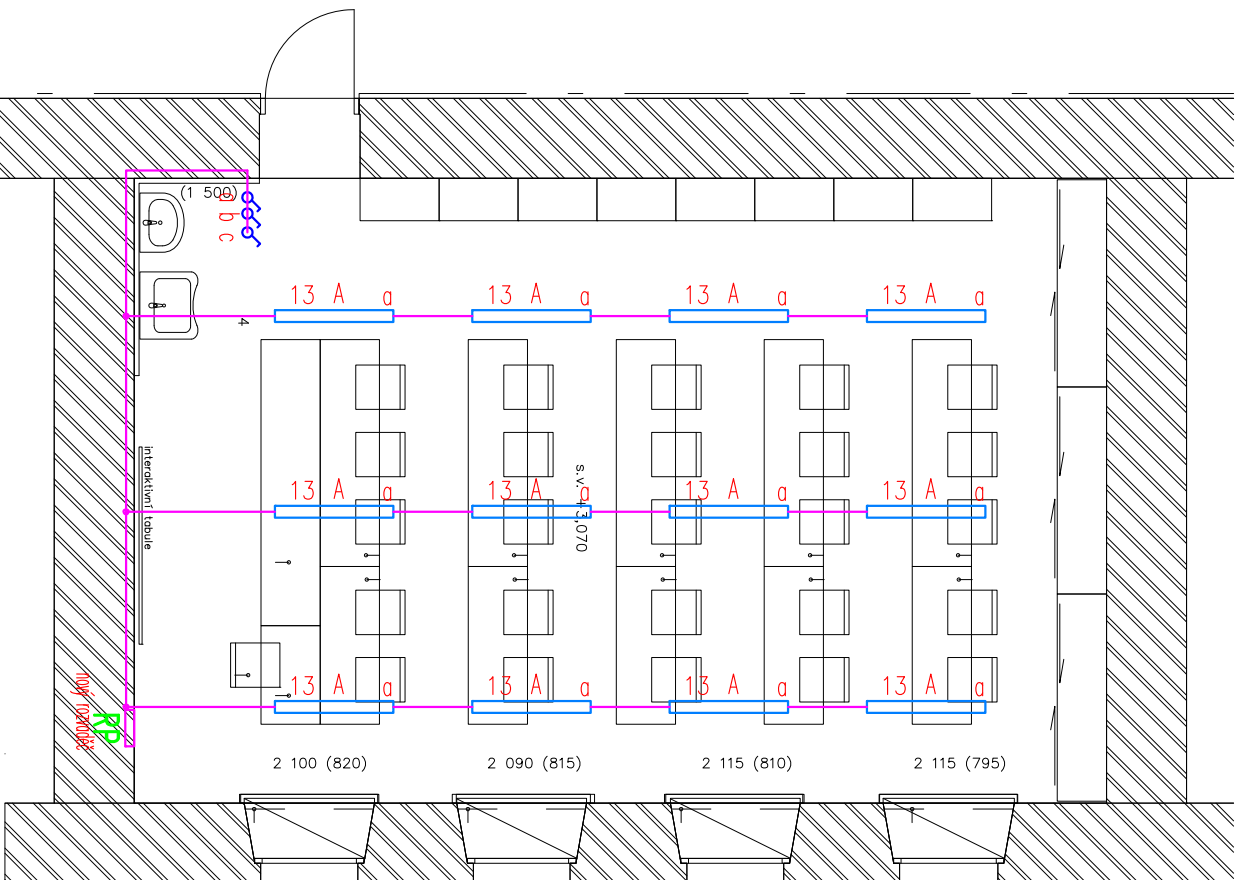 (1 500)
a
b
c
13 A a
13 A a
13 A a
13 A a
4
interaktivní tabule
s.v. +3,070
13 A a
13 A a
13 A a
13 A a
13 A a
13 A a
13 A a
13 A a
nový rozvaděč
RP
2 100 (820)
2 090 (815)
2 115 (810)
2 115 (795)